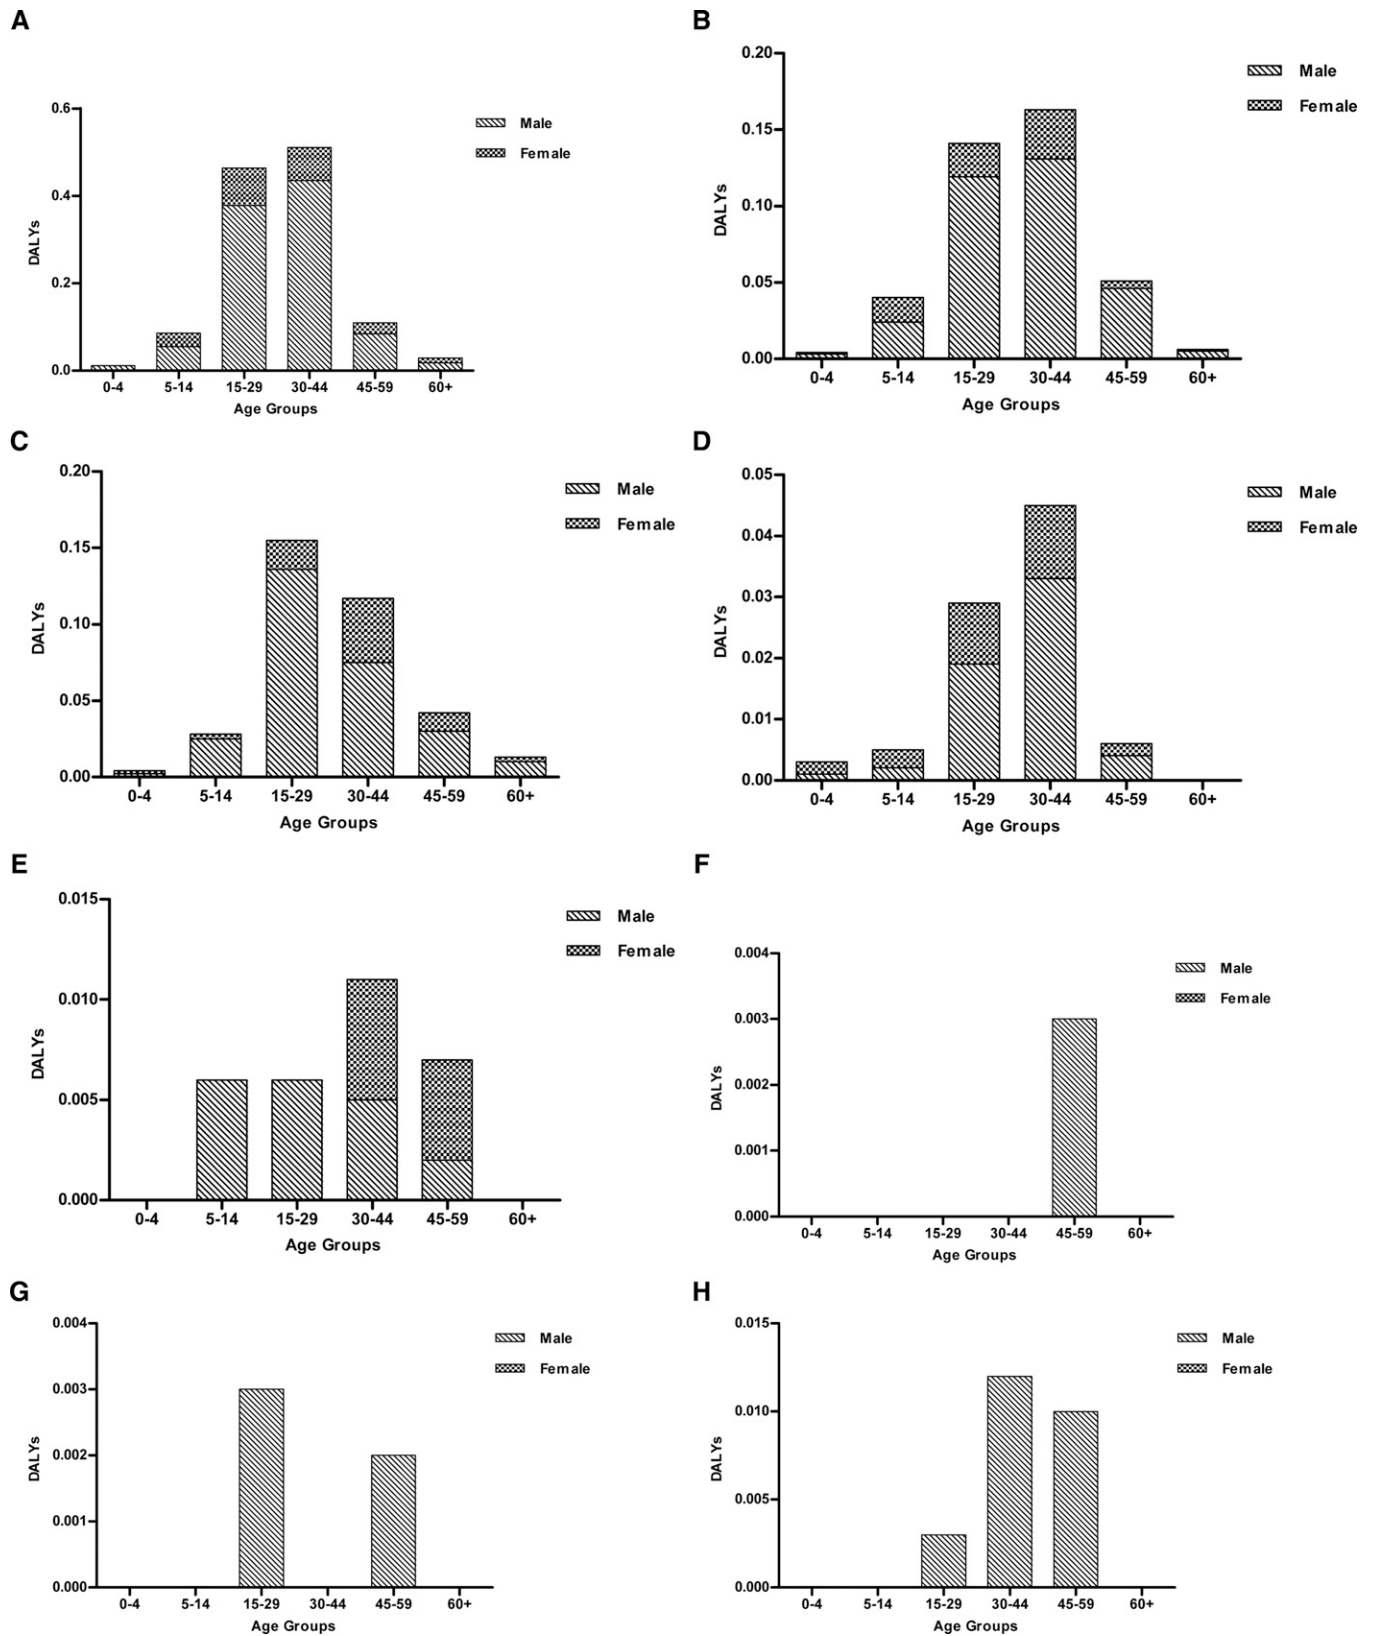 A
0.6
0.4
0.2
0.0
DALYs
0-4 5-14 15-29 30-44 45-59 60+
Age Groups
Male
Female
B
0.20
0.15
0.10
0.05
0.00
DALYs
0-4 5-14 15-29 30-44 45-59 60+
Age Groups
Male
Female
C
0.20
0.15
0.10
0.05
0.00
DALYs
0-4 5-14 15-29 30-44 45-59 60+
Age Groups
Male
Female
D
0.05
0.04
0.03
0.02
0.01
0.00
DALYs
0-4 5-14 15-29 30-44 45-59 60+
Age Groups
Male
Female
E
0.015
0.010
0.005
0.000
DALYs
0-4 5-14 15-29 30-44 45-59 60+
Age Groups
Male
Female
F
0.004
0.003
0.002
0.001
0.000
DALYs
0-4 5-14 15-29 30-44 45-59 60+
Age Groups
Male
Female
G
0.004
0.003
0.002
0.001
0.000
DALYs
0-4 5-14 15-29 30-44 45-59 60+
Age Groups
Male
Female
H
0.015
0.010
0.005
0.000
DALYs
0-4 5-14 15-29 30-44 45-59 60+
Age Groups
Male
Female